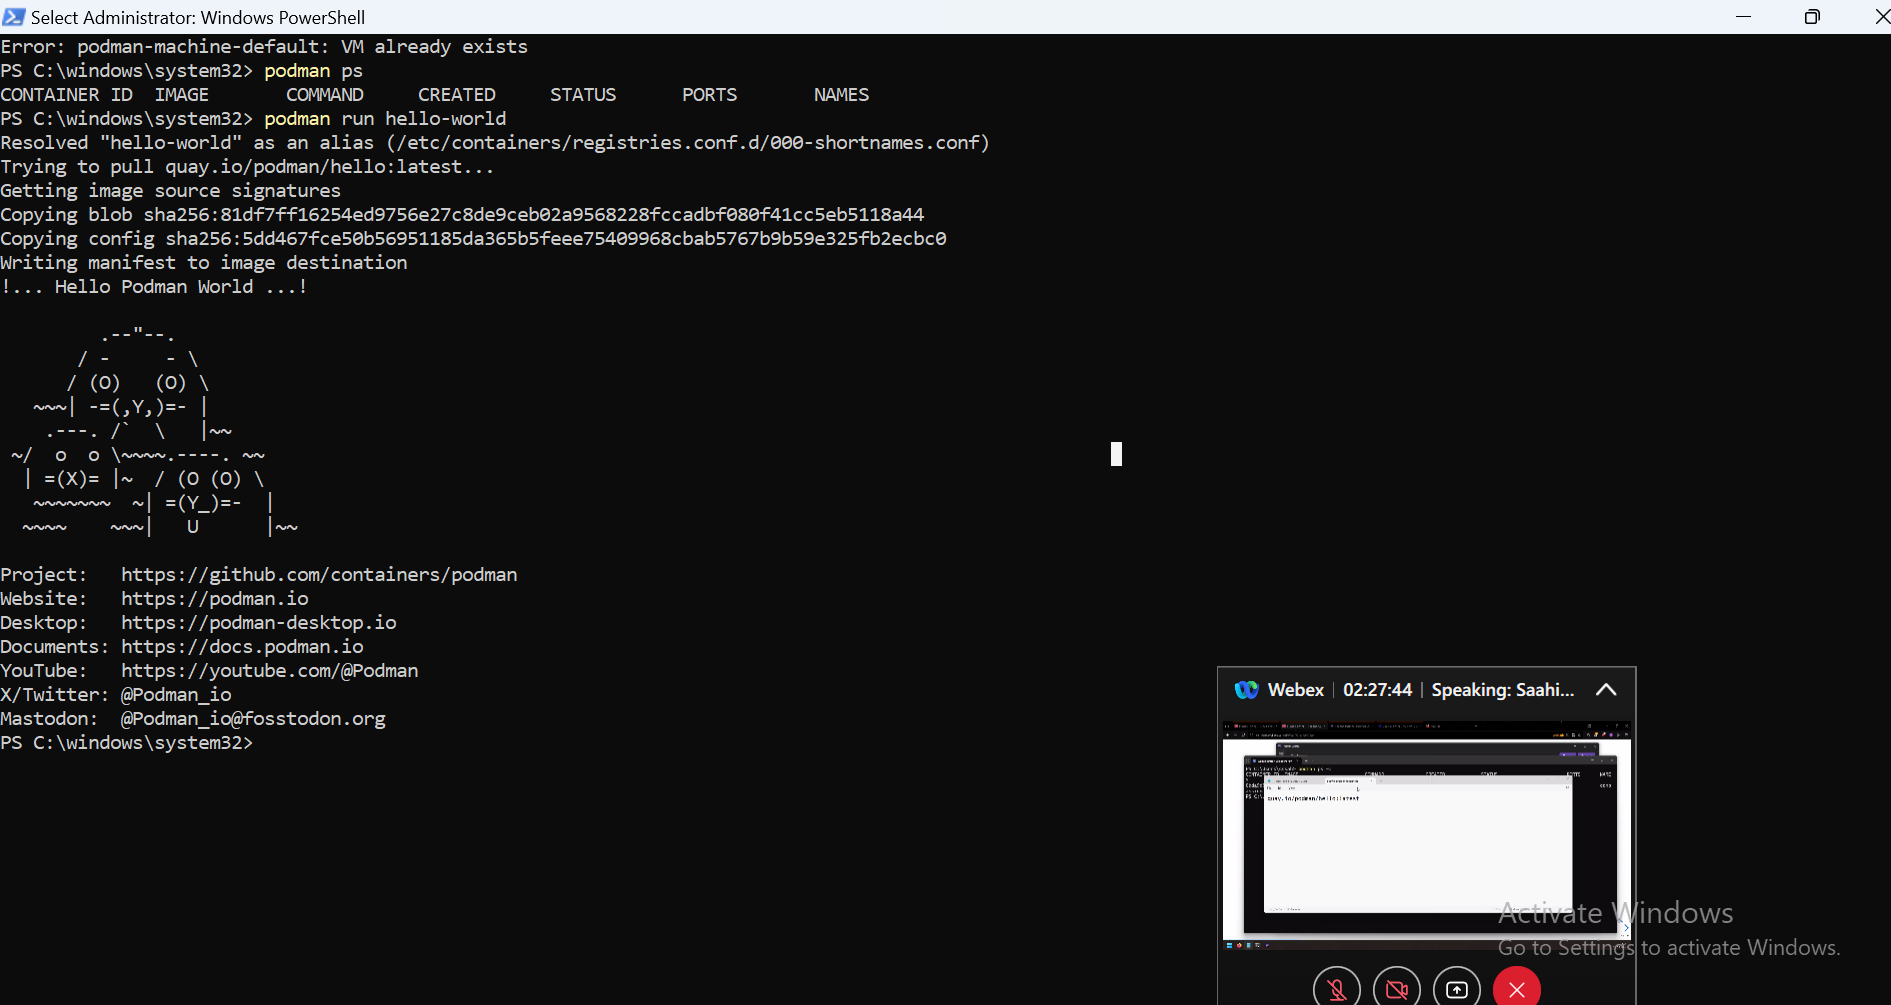 Select Administrator: Windows PowerShell
Error: podman-machine-default: VM already exists
PS C:\windows\system32> podman ps
CONTAINER ID  IMAGE       COMMAND     CREATED     STATUS      PORTS       NAMES
PS C:\windows\system32> podman run hello-world
Resolved "hello-world" as an alias (/etc/containers/registries.conf.d/000-shortnames.conf)
Trying to pull quay.io/podman/hello:latest...
Getting image source signatures
Copying blob sha256:81df7ff16254ed9756e27c8de9ceb02a9568228fccadbf080f41cc5eb5118a44
Copying config sha256:5dd467fce50b56951185da365b5feee75409968cbab5767b9b59e325fb2ecbc0
Writing manifest to image destination
!... Hello Podman World ...!
         .--"--.
       / -     - \
      / (O)   (O) \
   ~~~| -=(,Y,)=- |
    .---. /`  \   |~~
 ~/  o  o \~~~~.----. ~~
  | =(X)= |~  / (O (O) \
   ~~~~~~~  ~| =(Y_)=-  |
  ~~~~    ~~~|   U      |~~
Project:   https://github.com/containers/podman
Website:   https://podman.io
Desktop:   https://podman-desktop.io
Documents: https://docs.podman.io
YouTube:   https://youtube.com/@Podman
X/Twitter: @Podman_io
Mastodon:  @Podman_io@fosstodon.org
PS C:\windows\system32>
Webex | 02:27:44 | Speaking: Saahi...
quay.io/podman/hello:latest
Activate Windows
Go to Settings to activate Windows.